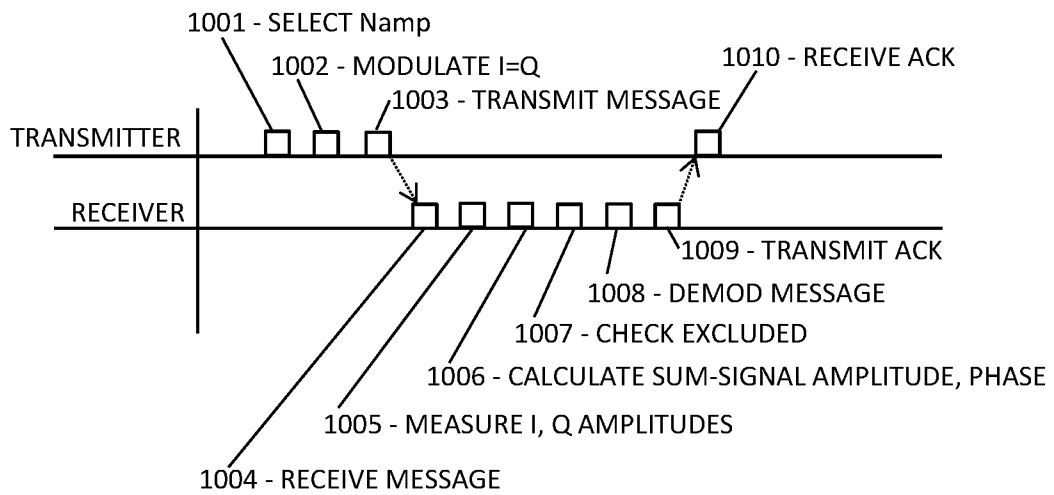 1001 - SELECT Namp
1002 - MODULATE I=Q
1003 - TRANSMIT MESSAGE
1010 - RECEIVE ACK
TRANSMITTER
RECEIVER
1009 - TRANSMIT ACK
1008 - DEMOD MESSAGE
1007 - CHECK EXCLUDED
1006 - CALCULATE SUM-SIGNAL AMPLITUDE, PHASE
1005 - MEASURE I, Q AMPLITUDES
1004 - RECEIVE MESSAGE